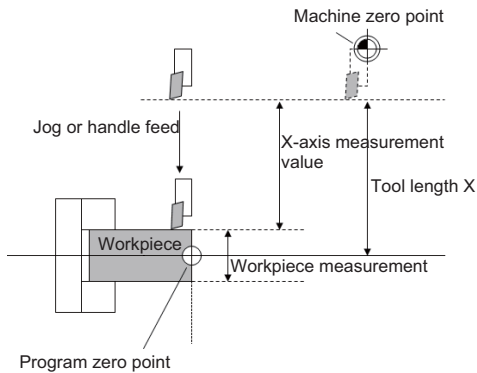 Machine zero point
Jog or handle feed
X-axis measurement
value
Tool length X
Workpiece
Workpiece measurement
Program zero point